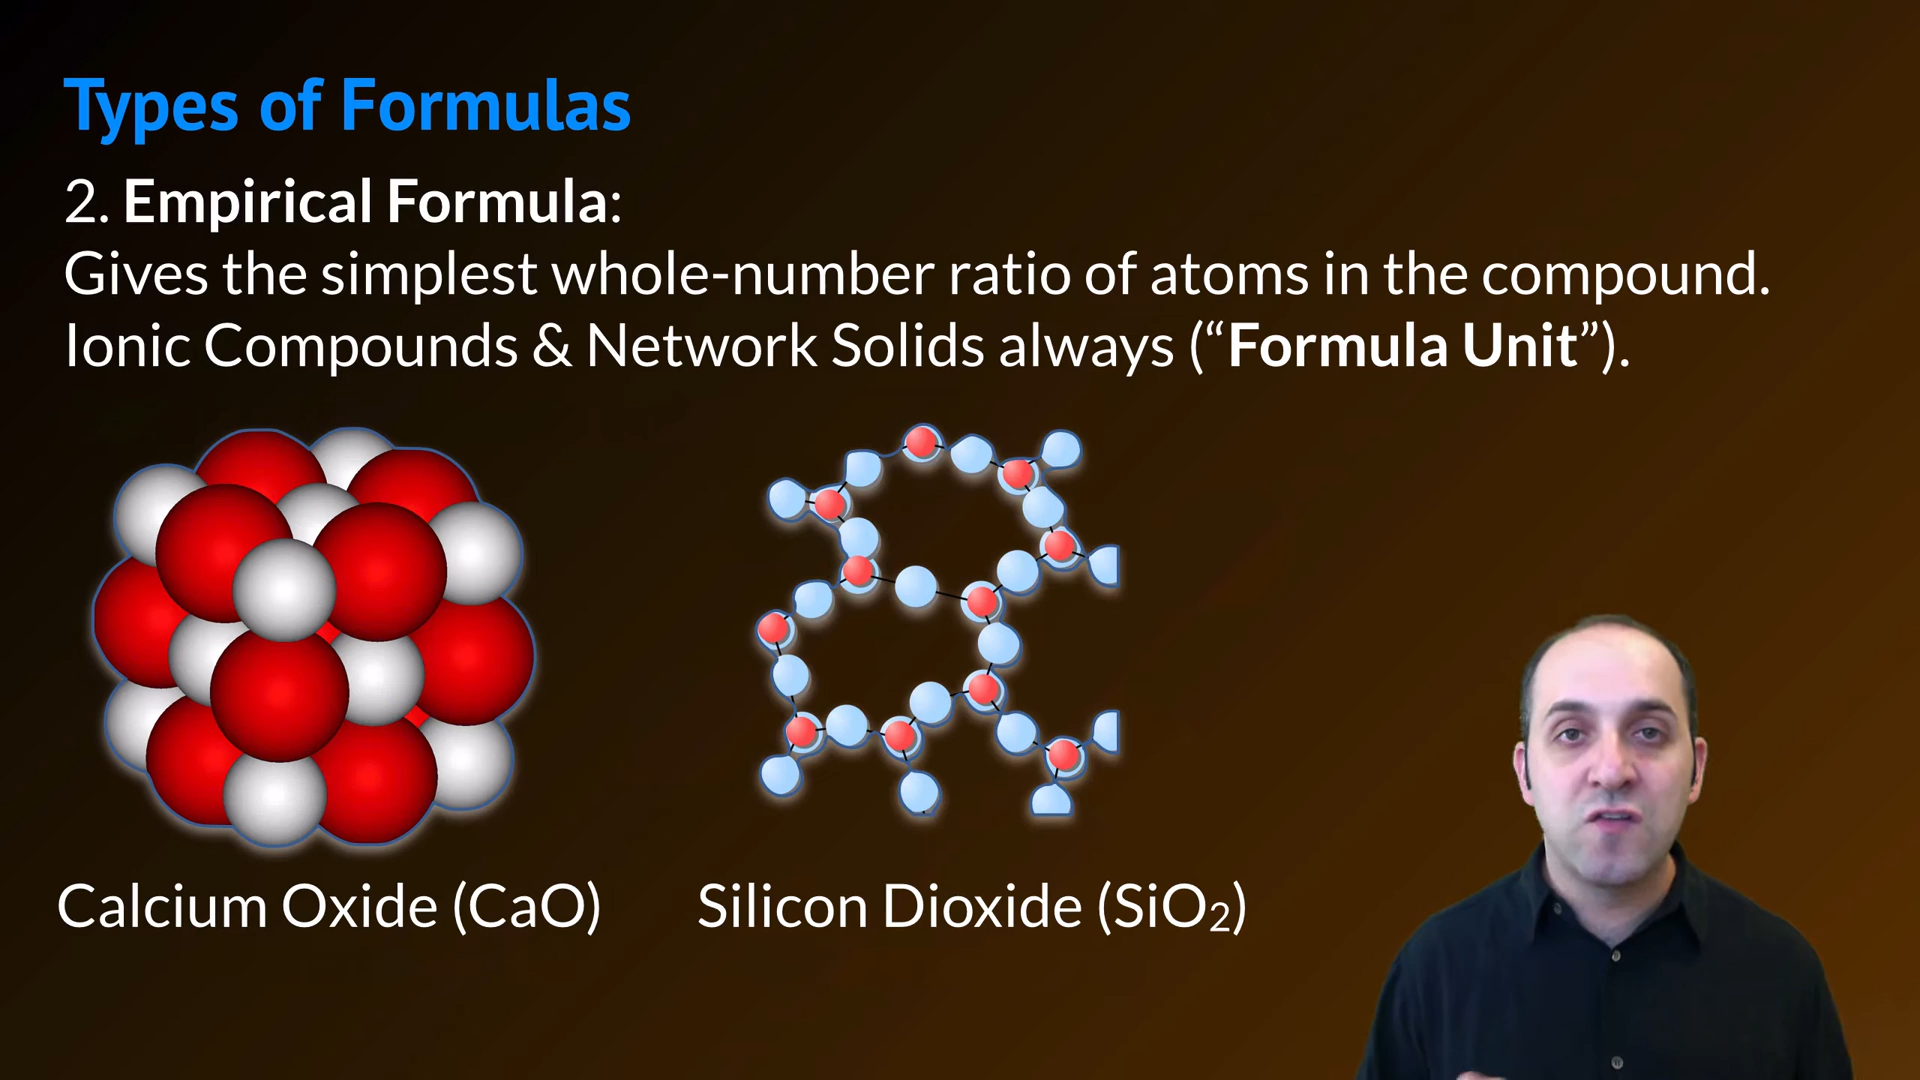 Types of Formulas
2. Empirical Formula:
Gives the simplest whole-number ratio of atoms in the compound.
Ionic Compounds & Network Solids always (“Formula Unit”).
Calcium Oxide (CaO)
Silicon Dioxide (SiO₂)